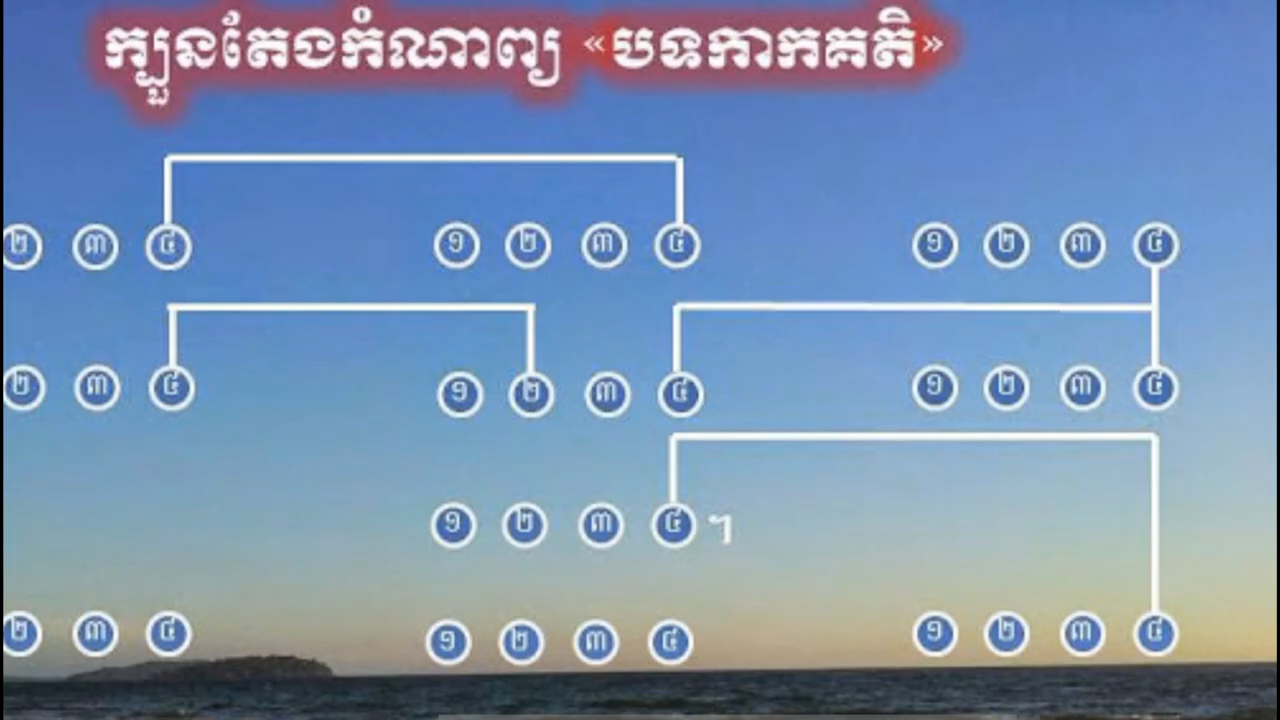 ក្បួនតែងកំណាព្យ «បទកាកគតិ»
២ ៣ ៤ ១ ២ ៣ ៤ ១ ២ ៣ ៤
២ ៣ ៤ ១ ២ ៣ ៤ ១ ២ ៣ ៤
១ ២ ៣ ៤ ។
២ ៣ ៤ ១ ២ ៣ ៤ ១ ២ ៣ ៤